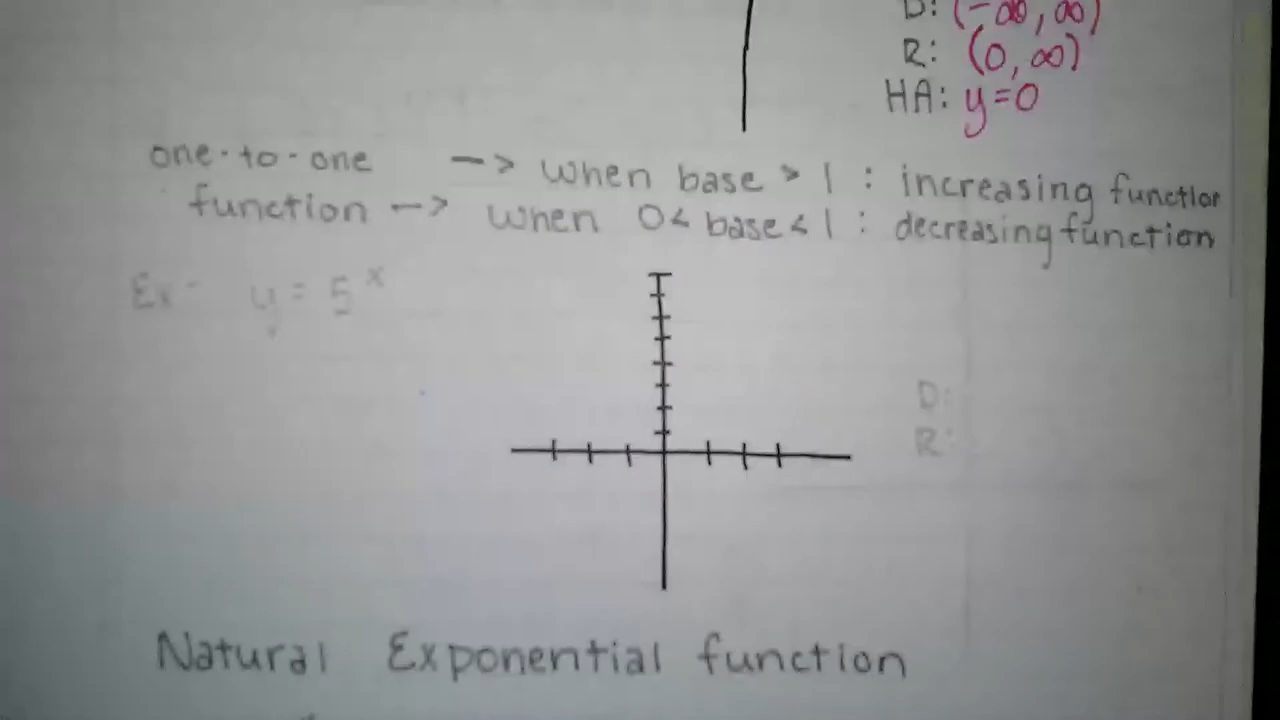 D: (-∞, ∞)
R: (0, ∞)
HA: y=0
one-to-one -> when base > 1 : increasing function
function -> when 0 < base < 1 : decreasing function
Ex: y = 5^x
D:
R:
Natural Exponential function